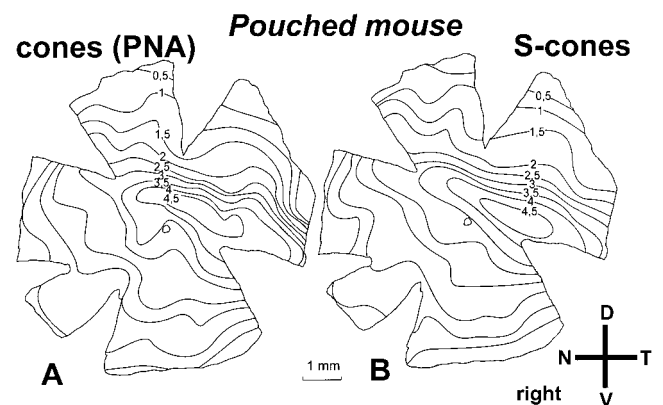 Pouched mouse
cones (PNA)
S-cones
0,5
1
1,5
2
2,5
3
3,5
4
4,5
0,5
1
1,5
2
2,5
3
3,5
4
4,5
A
1 mm
B
D
N
T
V
right